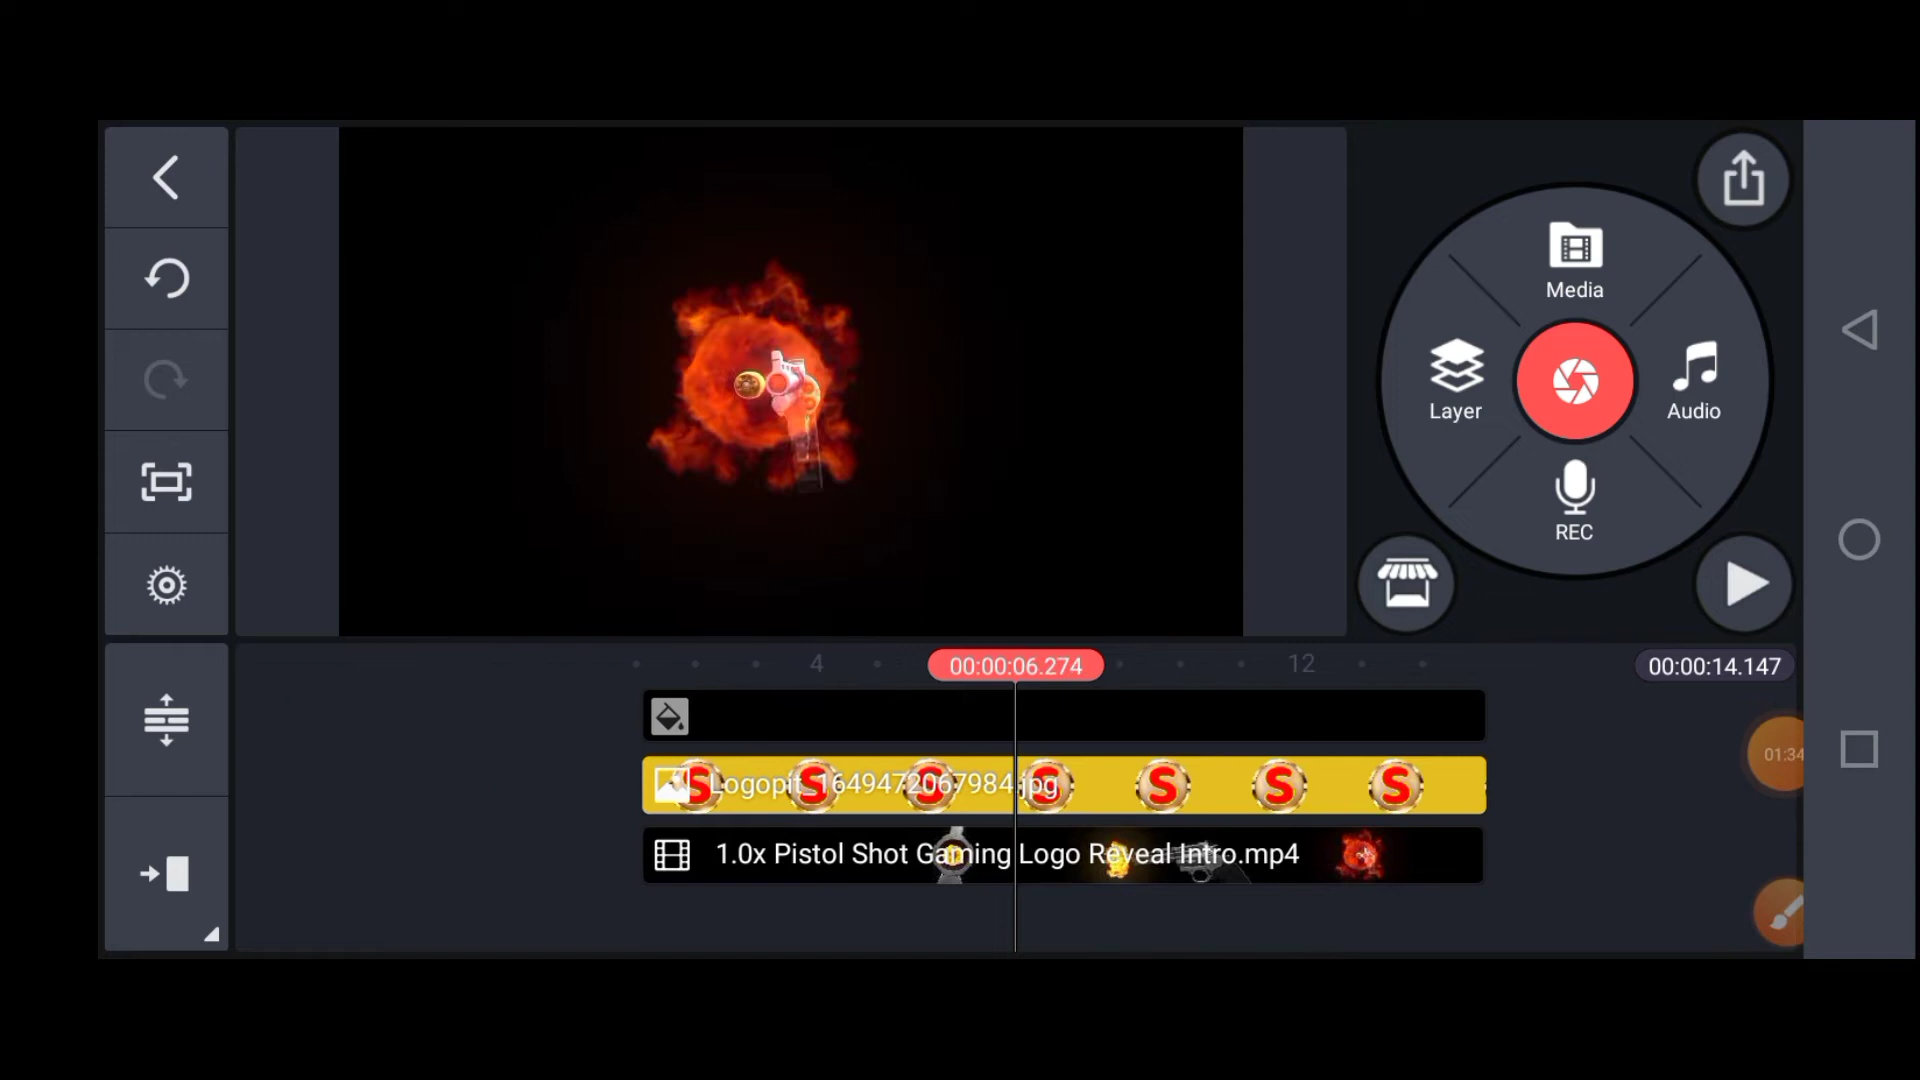 Media
Layer
Audio
REC
4
00:00:06.274
12
00:00:14.147
S S S S S S S
Logopit_1649472067984.jpg
1.0x Pistol Shot Gaming Logo Reveal Intro.mp4
01:34